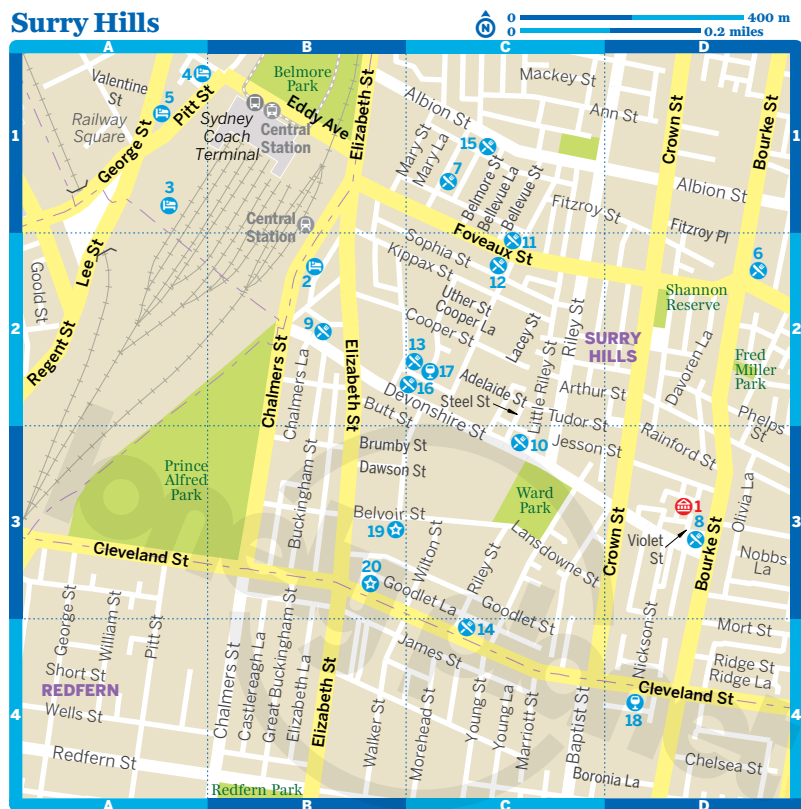 Surry Hills
N
0 400 m
0 0.2 miles
A B C D
1
2
3
4
Valentine
St
4
5
Railway
Square
Pitt St
George St
Sydney
Coach
Terminal
Belmore
Park
Eddy Ave
Central
Station
Elizabeth St
3
Central
Station
Albion St
Mary St
Mary La
15
7
Belmore St
Bellevue La
Bellevue St
Mackey St
Ann St
Crown St
Bourke St
Albion St
Fitzroy St
Fitzroy Pl
Foveaux St
11
12
6
Lee St
Goold St
Regent St
2
9
Sophia St
Kippax St
Uther St
Cooper La
Cooper St
Lacey St
Riley St
SURRY
HILLS
Shannon
Reserve
Davoren La
Fred
Miller
Park
Phelps
St
13
17
16
Adelaide St
Steel St
Little Riley St
Arthur St
Tudor St
Jesson St
Rainford St
Chalmers St
Chalmers La
Elizabeth St
Devonshire St
Butt St
10
Brumby St
Dawson St
Prince
Alfred
Park
Buckingham St
Belvoir St
19
Wilton St
Ward
Park
Lansdowne St
Crown St
1
8
Violet
St
Bourke St
Olivia La
Nobbs
La
Cleveland St
20
Goodlet La
Riley St
Goodlet St
14
James St
Nickson St
Mort St
Ridge St
Ridge La
Cleveland St
18
George St
William St
Pitt St
Short St
REDFERN
Wells St
Redfern St
Chalmers St
Castlereagh La
Great Buckingham St
Elizabeth La
Elizabeth St
Redfern Park
Walker St
Morehead St
Young St
Young La
Marriott St
Baptist St
Boronia La
Chelsea St
lonely planet
1
2
3
4
A B C D